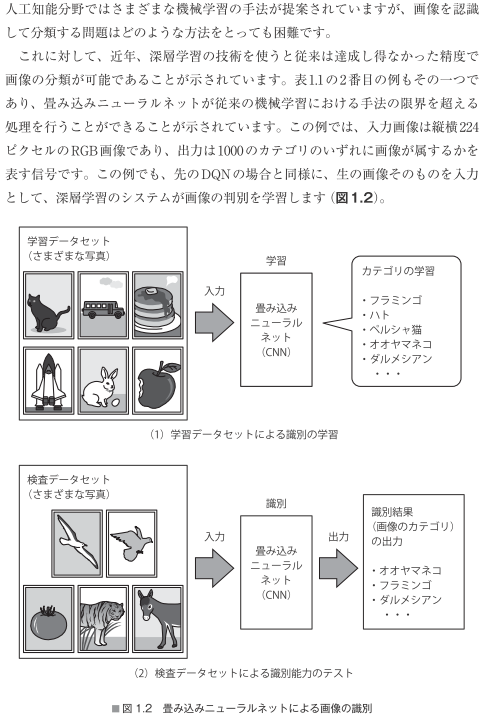 人工知能分野ではさまざまな機械学習の手法が提案されていますが、画像を認識
して分類する問題はどのような方法をとっても困難です。
これに対して、近年、深層学習の技術を使うと従来は達成し得なかった精度で
画像の分類が可能であることが示されています。表1.1の2番目の例もその一つで
あり、畳み込みニューラルネットが従来の機械学習における手法の限界を超える
処理を行うことができることが示されています。この例では、入力画像は縦横224
ピクセルのRGB画像であり、出力は1000のカテゴリのいずれに画像が属するかを
表す信号です。この例でも、先のDQNの場合と同様に、生の画像そのものを入力
として、深層学習のシステムが画像の判別を学習します（図1.2）。
学習データセット
（さまざまな写真）
入力
学習
畳み込み
ニューラル
ネット
（CNN）
カテゴリの学習
・フラミンゴ
・ハト
・ペルシャ猫
・オオヤマネコ
・ダルメシアン
・・・
（1）学習データセットによる識別の学習
検査データセット
（さまざまな写真）
入力
識別
畳み込み
ニューラル
ネット
（CNN）
出力
識別結果
（画像のカテゴリ）
の出力
・オオヤマネコ
・フラミンゴ
・ダルメシアン
・・・
（2）検査データセットによる識別能力のテスト
■図1.2　畳み込みニューラルネットによる画像の識別